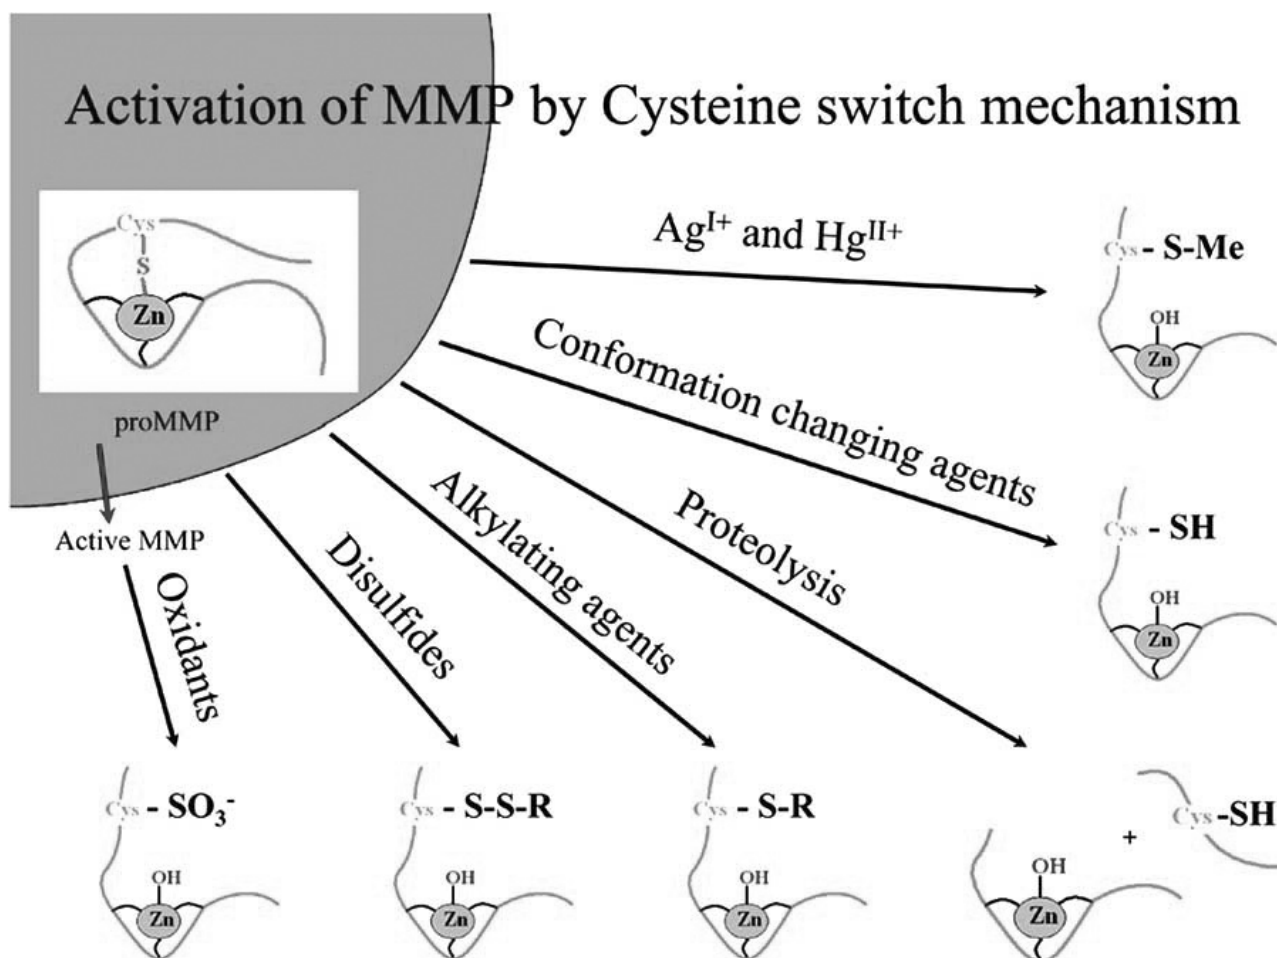 Activation of MMP by Cysteine switch mechanism
Cys
S
Zn
proMMP
Active MMP
Ag^I+ and Hg^II+
Cys - S-Me
OH
Zn
Conformation changing agents
Cys - SH
OH
Zn
Proteolysis
+
Cys -SH
OH
Zn
Alkylating agents
Cys - S-R
OH
Zn
Disulfides
Cys - S-S-R
OH
Zn
Oxidants
Cys - SO₃⁻
OH
Zn